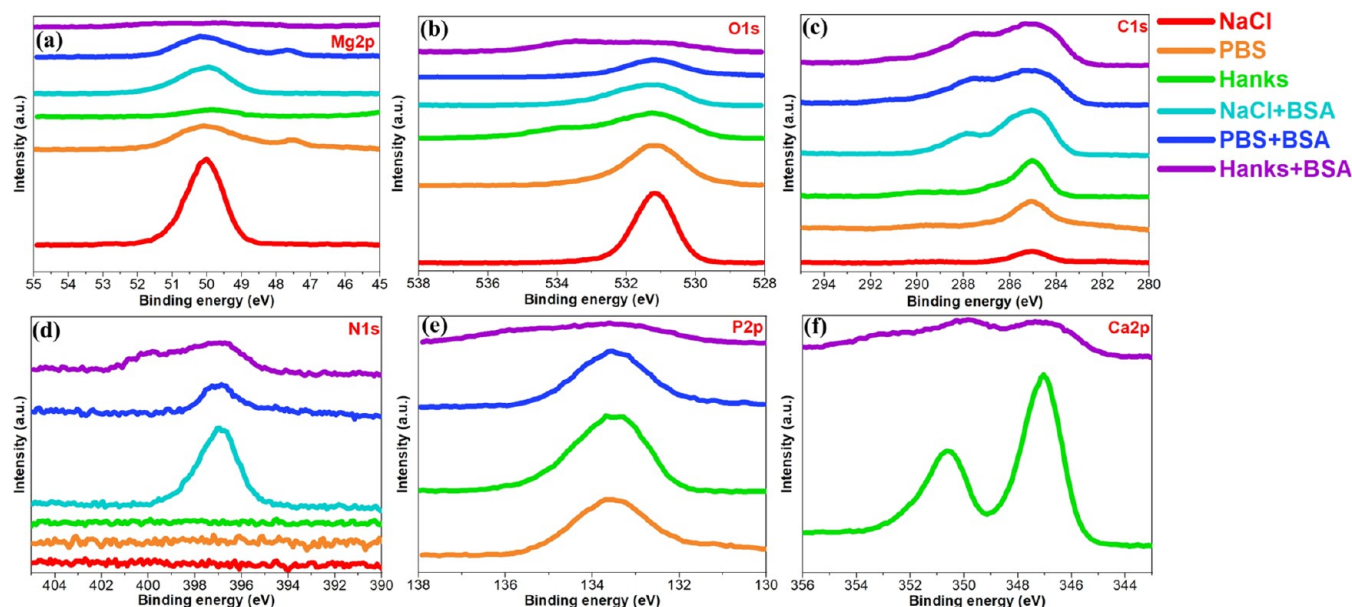 (a)
Mg2p
Intensity (a.u.)
55 54 53 52 51 50 49 48 47 46 45
Binding energy (eV)
(b)
O1s
Intensity (a.u.)
538 536 534 532 530 528
Binding energy (eV)
(c)
C1s
Intensity (a.u.)
294 292 290 288 286 284 282 280
Binding energy (eV)
NaCl
PBS
Hanks
NaCl+BSA
PBS+BSA
Hanks+BSA
(d)
N1s
Intensity (a.u.)
404 402 400 398 396 394 392 390
Binding energy (eV)
(e)
P2p
Intensity (a.u.)
138 136 134 132 130
Binding energy (eV)
(f)
Ca2p
Intensity (a.u.)
356 352 350 348 346 344
Binding energy (eV)